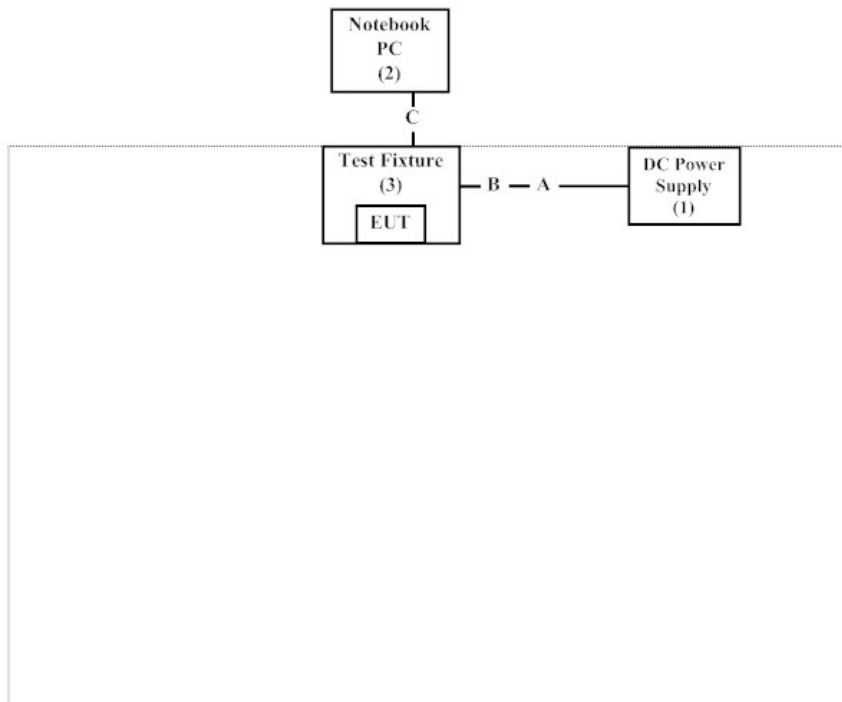 Notebook
PC
(2)
C
Test Fixture
(3)
EUT
B
A
DC Power
Supply
(1)